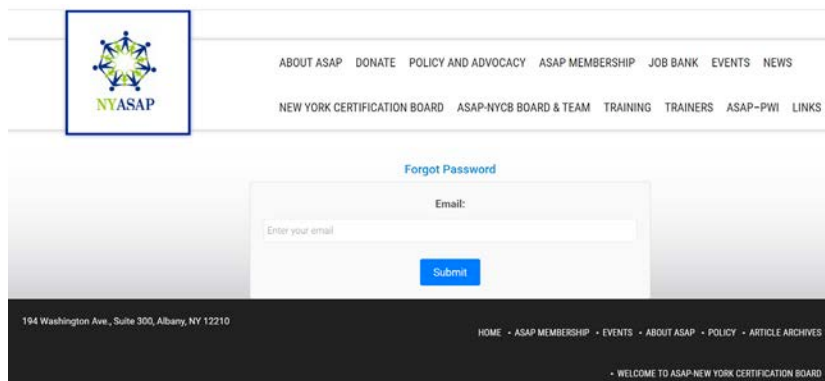 NYASAP
ABOUT ASAP DONATE POLICY AND ADVOCACY ASAP MEMBERSHIP JOB BANK EVENTS NEWS
NEW YORK CERTIFICATION BOARD ASAP-NYCB BOARD & TEAM TRAINING TRAINERS ASAP-PWI LINKS
Forgot Password
Email:
Enter your email
Submit
194 Washington Ave., Suite 300, Albany, NY 12210
HOME • ASAP MEMBERSHIP • EVENTS • ABOUT ASAP • POLICY • ARTICLE ARCHIVES
• WELCOME TO ASAP-NEW YORK CERTIFICATION BOARD